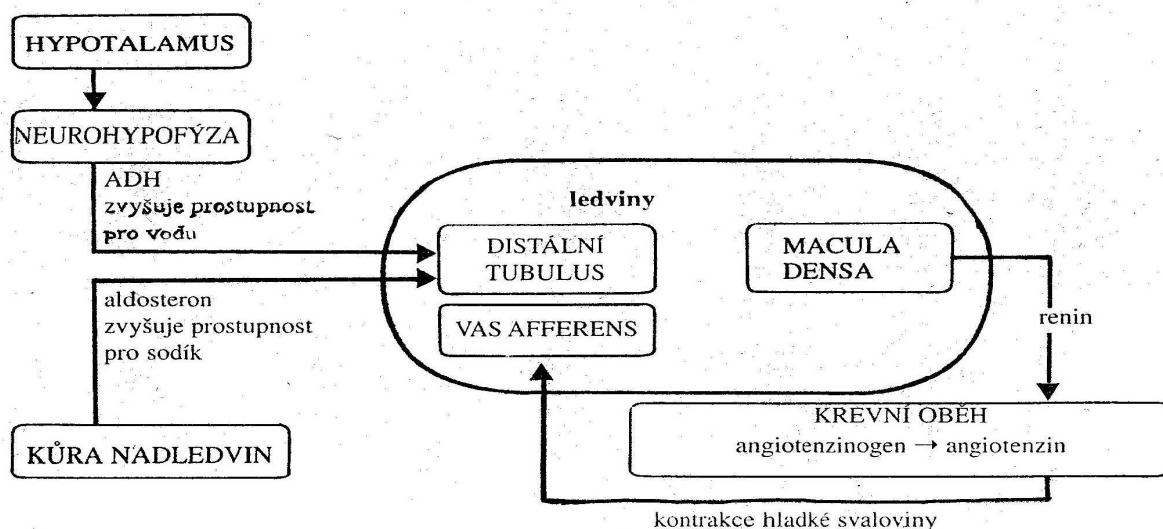 HYPOTALAMUS
NEUROHYPOFÝZA
ADH
zvyšuje prostupnost
pro vodu
ledviny
DISTÁLNÍ
TUBULUS
MACULA
DENSA
aldosteron
zvyšuje prostupnost
pro sodík
VAS AFFERENS
renin
KŮRA NADLEDVIN
KREVNÍ OBĚH
angiotenzinogen → angiotenzin
kontrakce hladké svaloviny